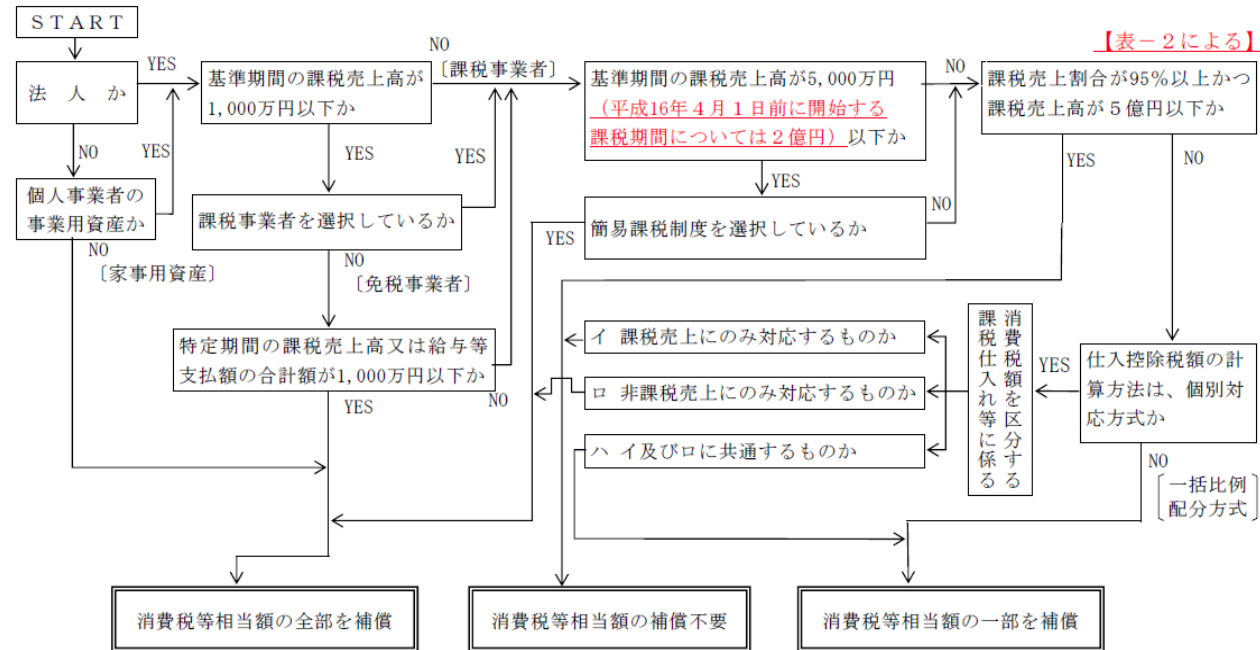 START
法人か
YES
NO
個人事業者の
事業用資産か
YES
NO
〔家事用資産〕
基準期間の課税売上高が
1,000万円以下か
NO
〔課税事業者〕
YES
課税事業者を選択しているか
YES
NO
〔免税事業者〕
特定期間の課税売上高又は給与等
支払額の合計額が1,000万円以下か
NO
YES
基準期間の課税売上高が5,000万円
（平成16年４月１日前に開始する
課税期間については２億円）以下か
NO
YES
簡易課税制度を選択しているか
YES
NO
【表－２による】
課税売上割合が95％以上かつ
課税売上高が５億円以下か
YES
NO
仕入控除税額の計
算方法は、個別対
応方式か
YES
NO
〔一括比例
配分方式〕
課税仕入れ等に係る
消費税額を区分する
イ 課税売上にのみ対応するものか
ロ 非課税売上にのみ対応するものか
ハ イ及びロに共通するものか
消費税等相当額の全部を補償
消費税等相当額の補償不要
消費税等相当額の一部を補償